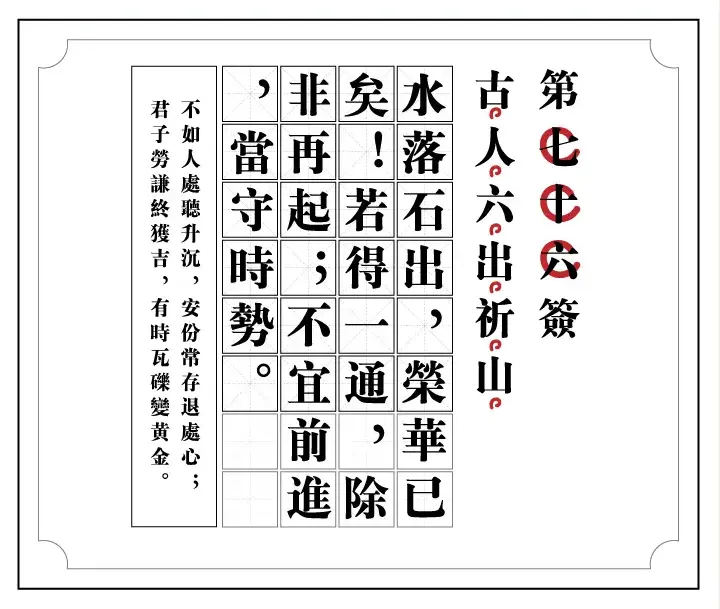 第七十六簽
古人六出祈山
水落石出，榮華已
矣！若得一通，除
非再起；不宜前進
，當守時勢。
不如人處聽升沉，安份常存退處心；
君子勞謙終獲吉，有時瓦礫變黃金。